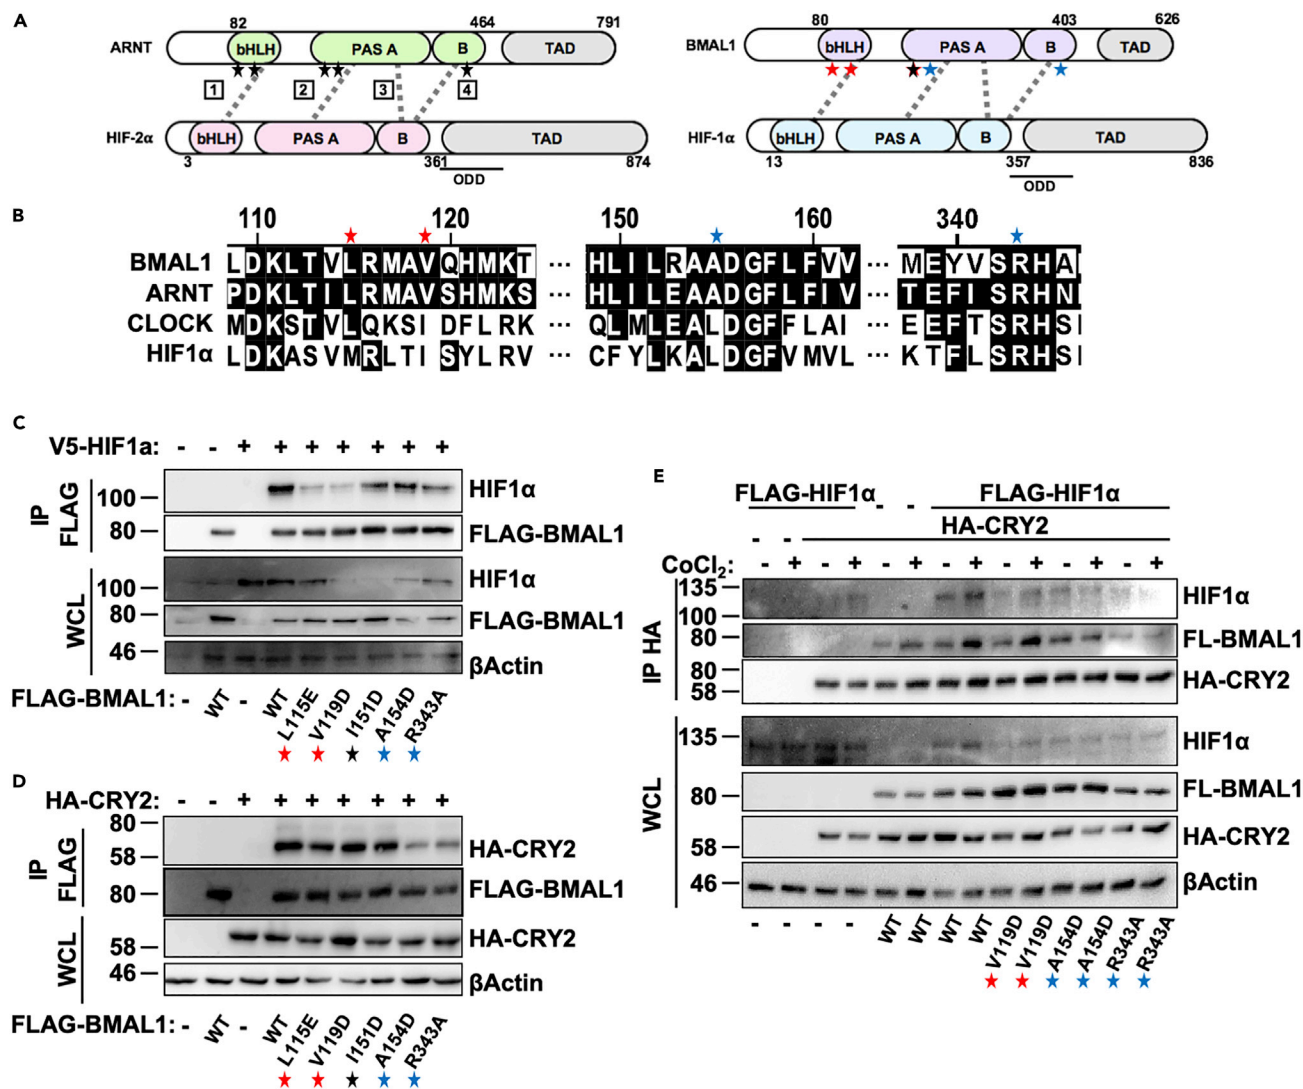 A
82
464
791
ARNT
bHLH
PAS A
B
TAD
1
2
3
4
HIF-2α
bHLH
PAS A
B
TAD
3
361
874
ODD
80
403
626
BMAL1
bHLH
PAS A
B
TAD
HIF-1α
bHLH
PAS A
B
TAD
13
357
836
ODD
B
110 120 150 160 340
BMAL1 LDKLTVLRMAVQHMKT ... HLILRAADGFLFVV ... MEYVSRHA
ARNT PDKLTILRMAVSHMKS ... HLILEAADGFLFIV ... TEFISRHN
CLOCK MDKSTVLQKSIDFLRK ... QLMLEALDGFFLAI ... EEFTSRHS
HIF1α LDKASVMRLTISYLRV ... CFYLKALDGFVMVL ... KTFLSRHS
C
V5-HIF1a: - - + + + + + + +
IP FLAG
100
HIF1α
80
FLAG-BMAL1
WCL
100
HIF1α
80
FLAG-BMAL1
46
βActin
FLAG-BMAL1: - WT - WT L115E V119D I151D A154D R343A
D
HA-CRY2: - - + + + + + + +
IP FLAG
80
58
HA-CRY2
80
FLAG-BMAL1
WCL
58
HA-CRY2
46
βActin
FLAG-BMAL1: - WT - WT L115E V119D I151D A154D R343A
E
FLAG-HIF1α - - FLAG-HIF1α
- - HA-CRY2
CoCl2: - + - + - + - + - + - + - +
IP HA
135
100
HIF1α
80
FL-BMAL1
80
58
HA-CRY2
WCL
135
HIF1α
80
FL-BMAL1
58
HA-CRY2
46
βActin
- - - - WT WT WT WT V119D V119D A154D A154D R343A R343A